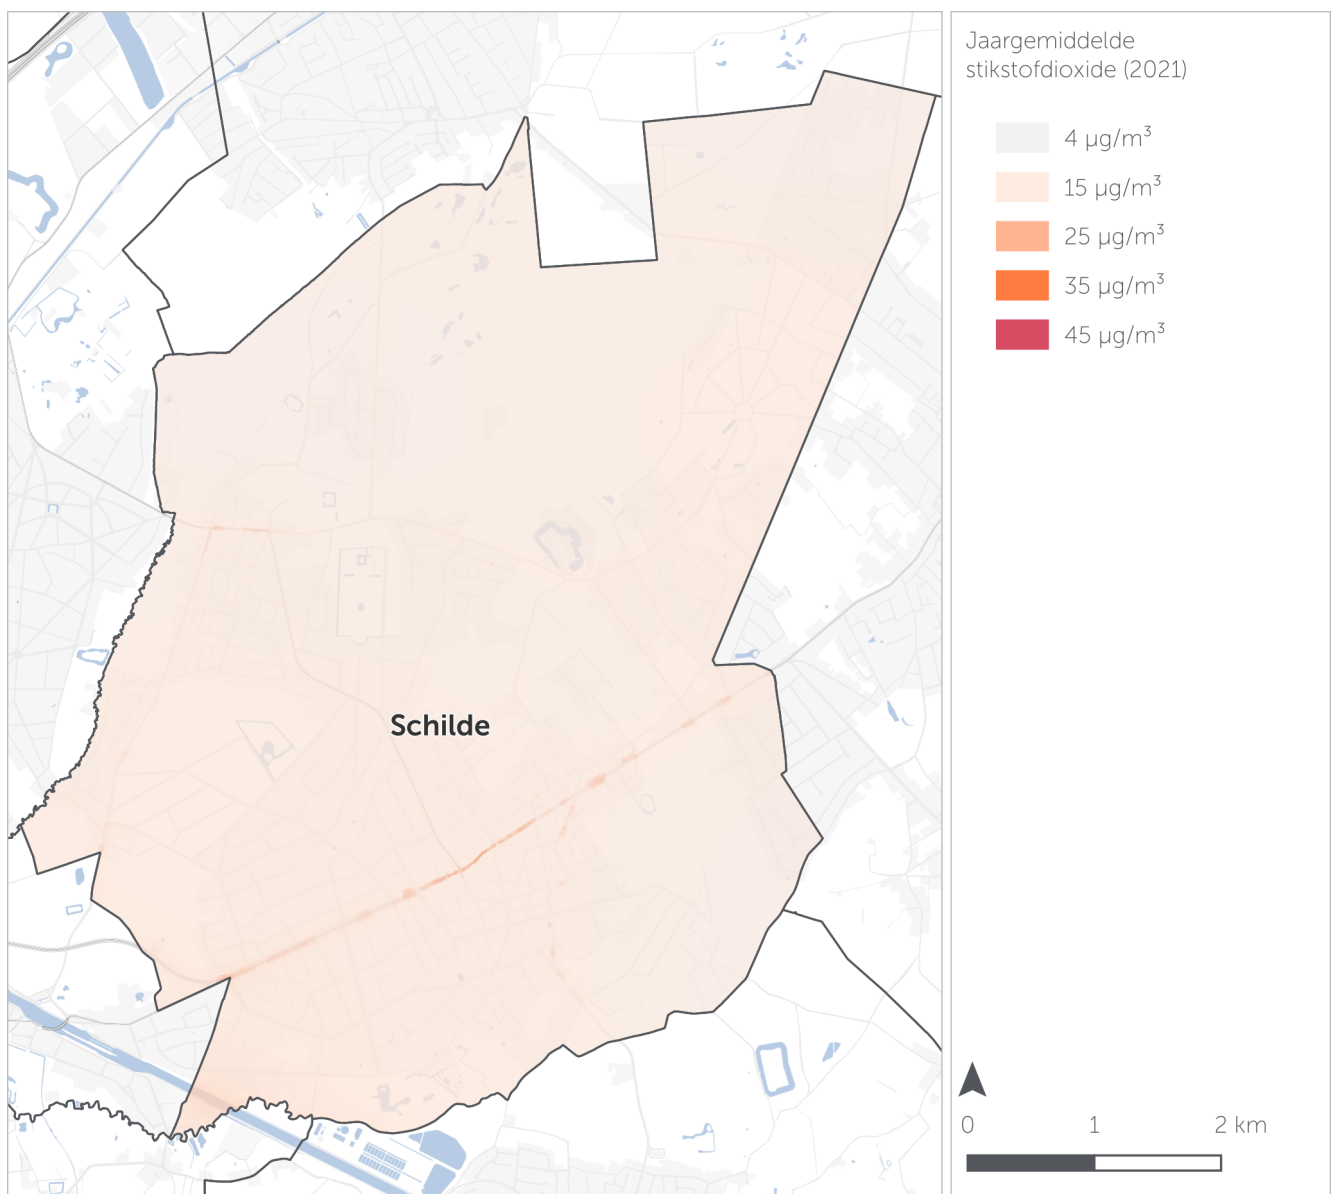 Jaargemiddelde
stikstofdioxide (2021)
4 µg/m³
15 µg/m³
25 µg/m³
35 µg/m³
45 µg/m³
Schilde
0 1 2 km